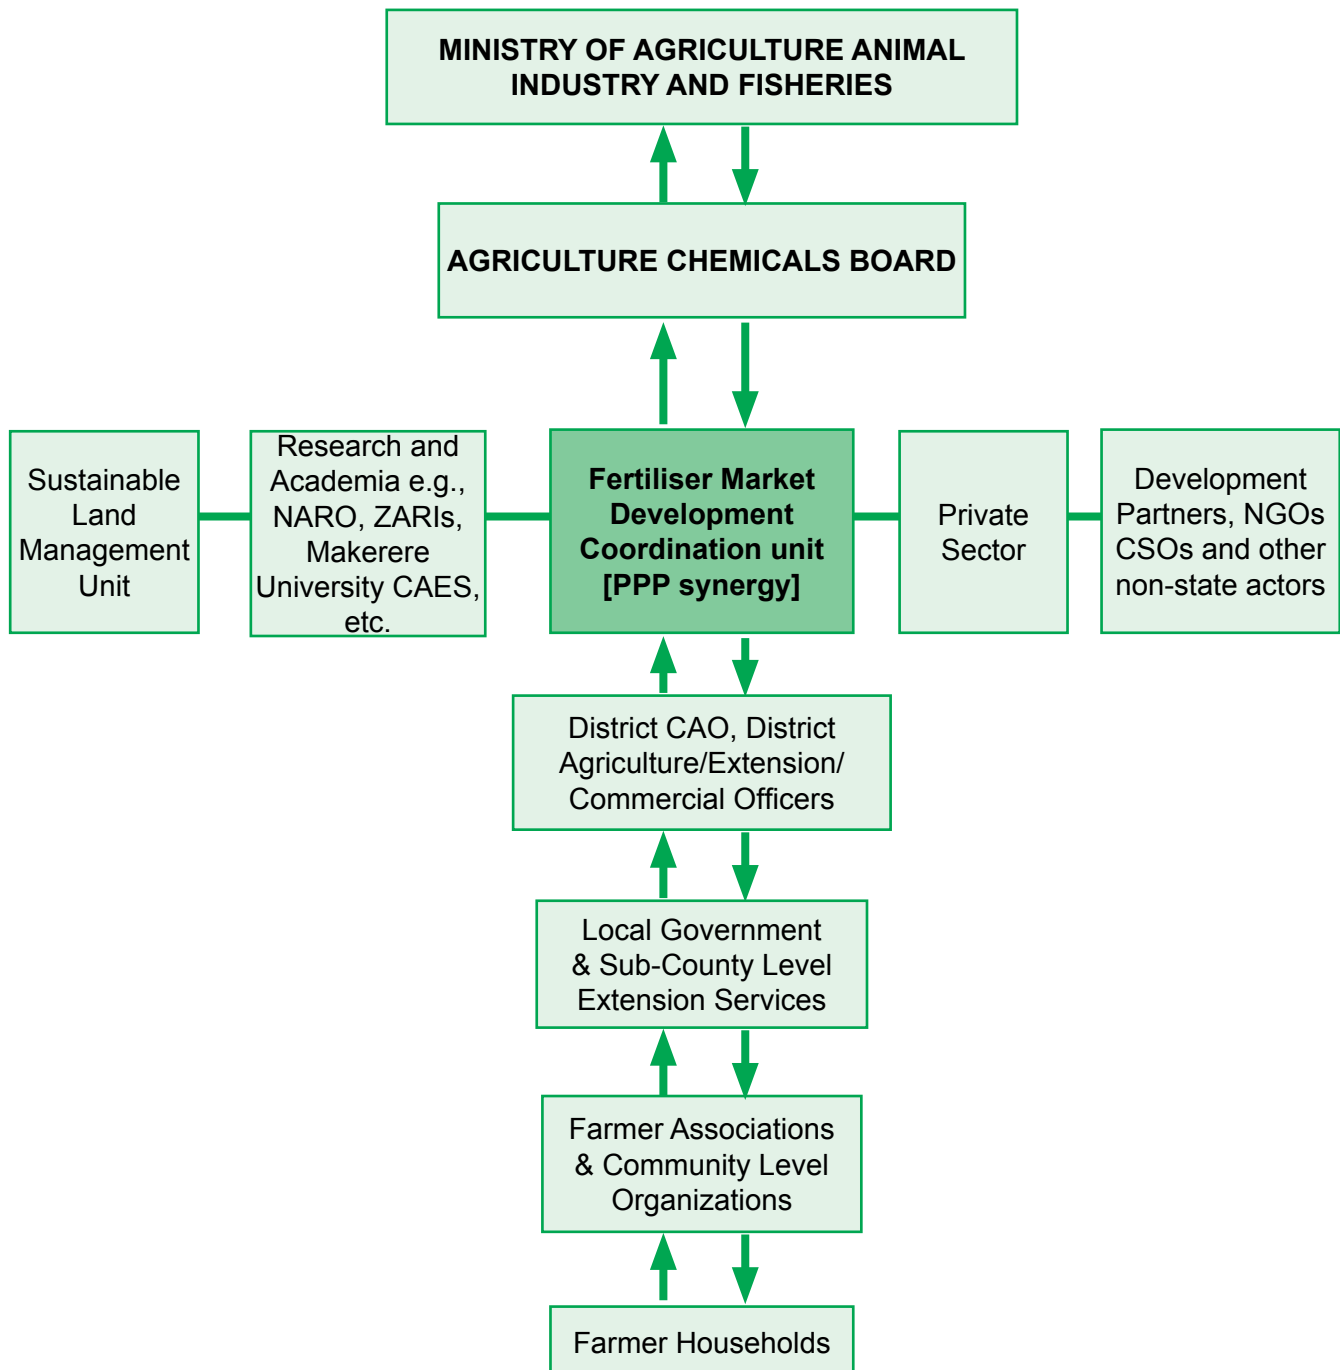 MINISTRY OF AGRICULTURE ANIMAL
INDUSTRY AND FISHERIES
AGRICULTURE CHEMICALS BOARD
Sustainable
Land
Management
Unit
Research and
Academia e.g.,
NARO, ZARIs,
Makerere
University CAES,
etc.
Fertiliser Market
Development
Coordination unit
[PPP synergy]
Private
Sector
Development
Partners, NGOs
CSOs and other
non-state actors
District CAO, District
Agriculture/Extension/
Commercial Officers
Local Government
& Sub-County Level
Extension Services
Farmer Associations
& Community Level
Organizations
Farmer Households